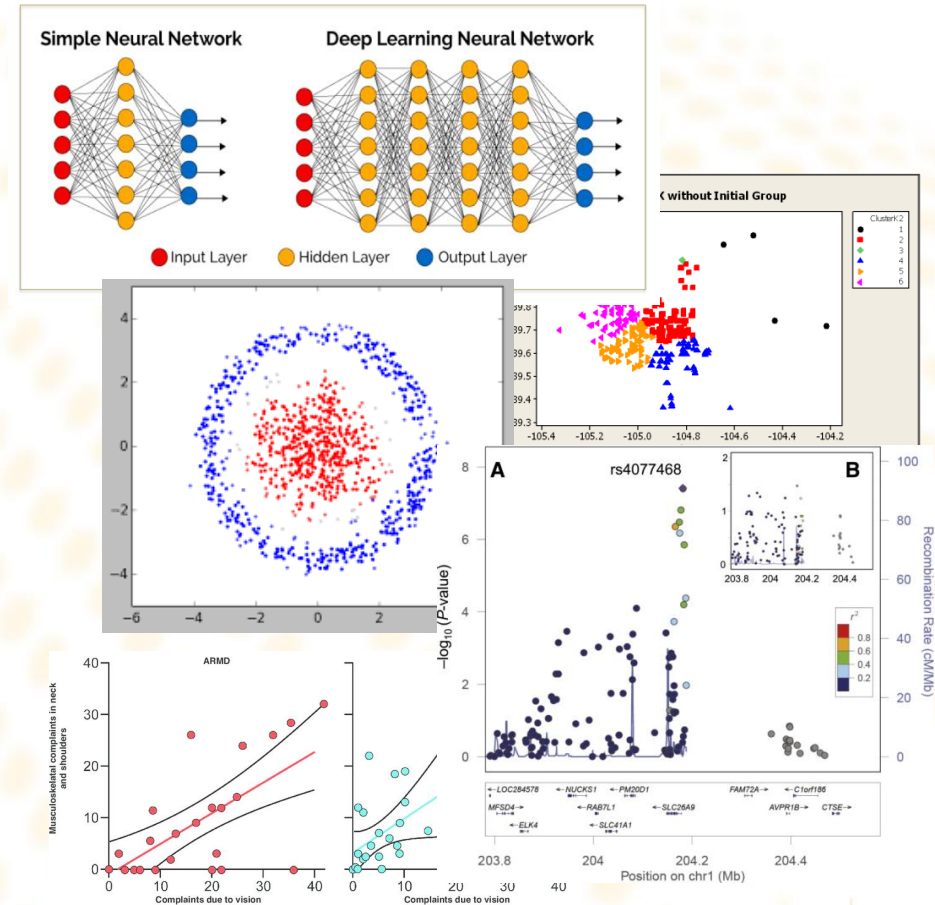 Simple Neural Network
Deep Learning Neural Network
Input Layer
Hidden Layer
Output Layer
X without Initial Group
ClusterK2
1
2
3
4
5
6
39.7
39.6
39.5
39.4
39.3
-105.4 -105.2 -105.0 -104.8 -104.6 -104.4 -104.2
4
2
0
−2
−4
−6 −4 −2 0 2
A
rs4077468
B
8
6
4
2
0
−log10 (P-value)
2
1
0
203.8 204 204.2 204.4
100
80
60
40
20
0
Recombination Rate (cM/Mb)
r2
0.8
0.6
0.4
0.2
LOC284578
NUCKS1
PM20D1
FAM72A
C1orf186
MFSD4
RAB7L1
SLC26A9
AVPR1B
CTSE
ELK4
SLC41A1
203.8 204 204.2 204.4
Position on chr1 (Mb)
ARMD
Musculoskelatal complaints in neck
and shoulders
40
30
20
10
0
0 10 20 30 40
Complaints due to vision
40
30
20
10
0
0 10 20 30 40
Complaints due to vision